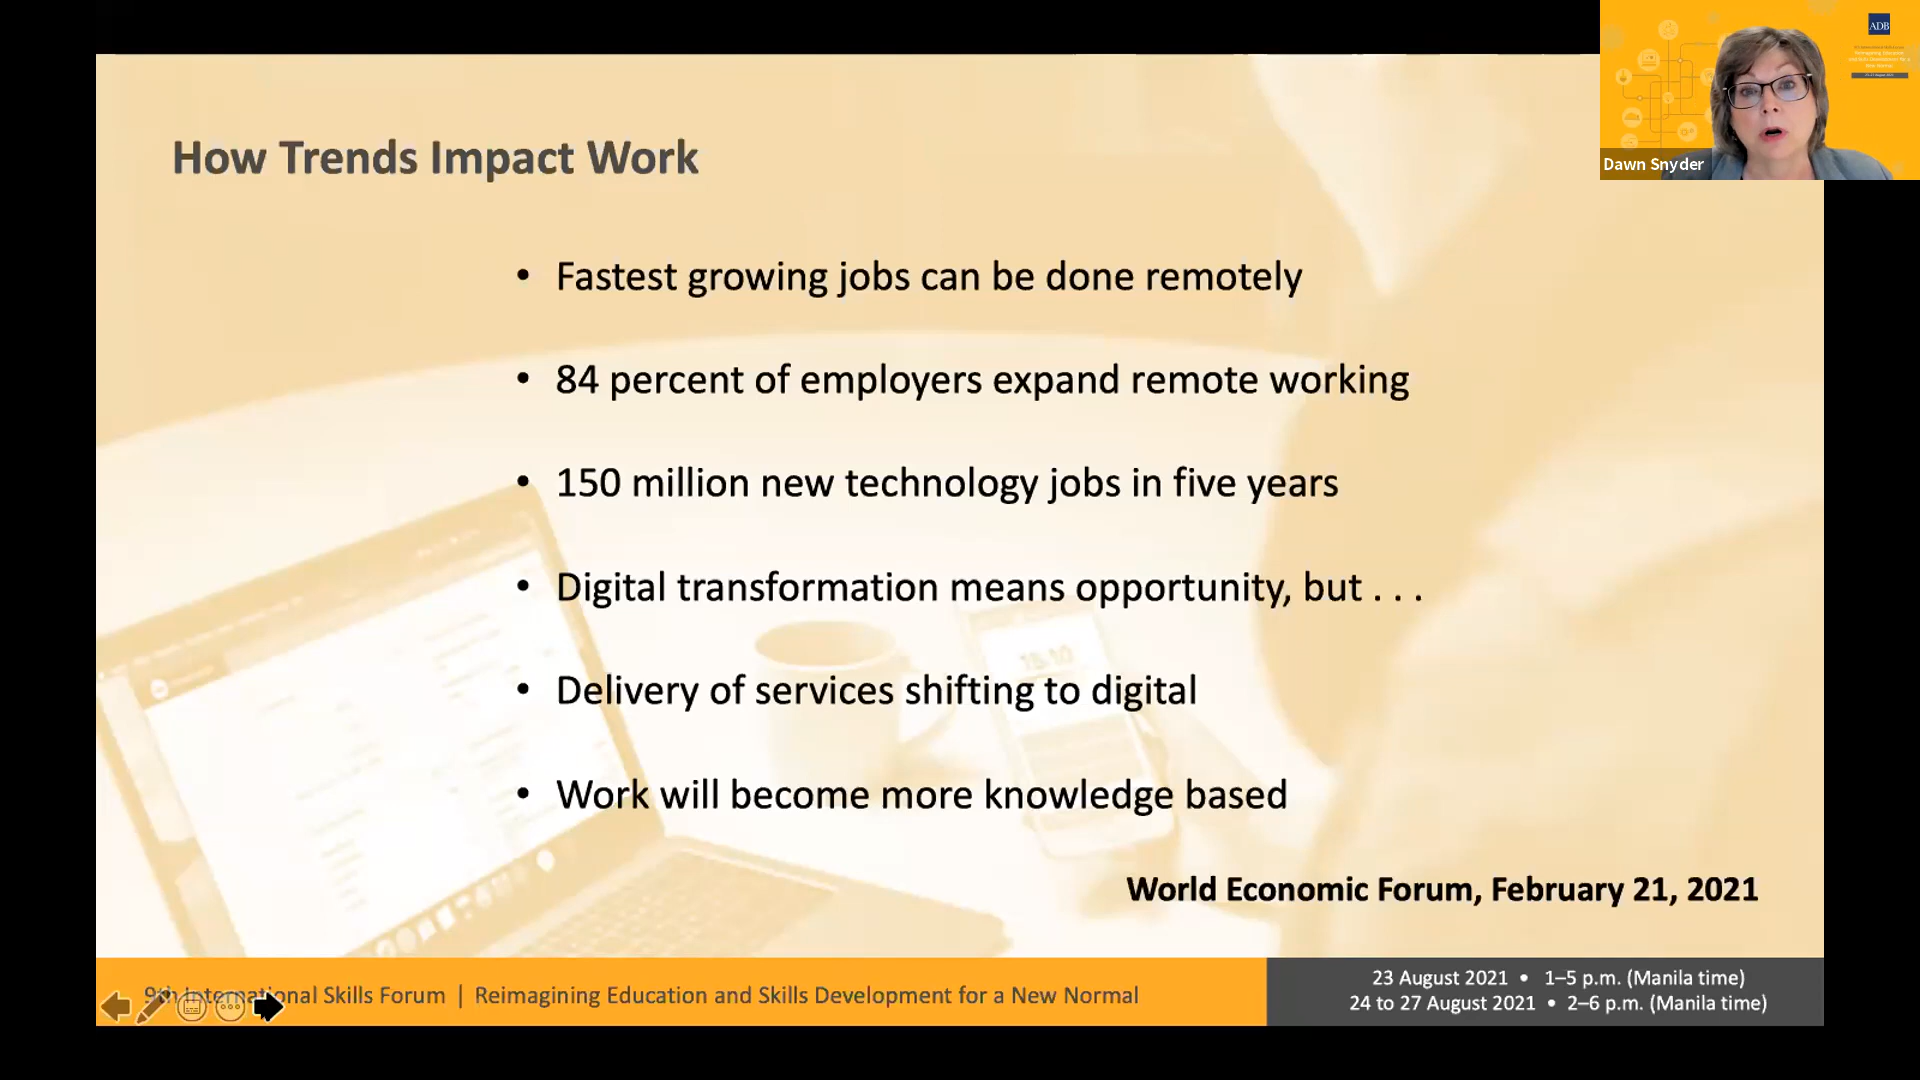 How Trends Impact Work
• Fastest growing jobs can be done remotely
• 84 percent of employers expand remote working
• 150 million new technology jobs in five years
• Digital transformation means opportunity, but . . .
• Delivery of services shifting to digital
• Work will become more knowledge based
World Economic Forum, February 21, 2021
9th International Skills Forum | Reimagining Education and Skills Development for a New Normal
23 August 2021 • 1–5 p.m. (Manila time)
24 to 27 August 2021 • 2–6 p.m. (Manila time)
ADB
Dawn Snyder